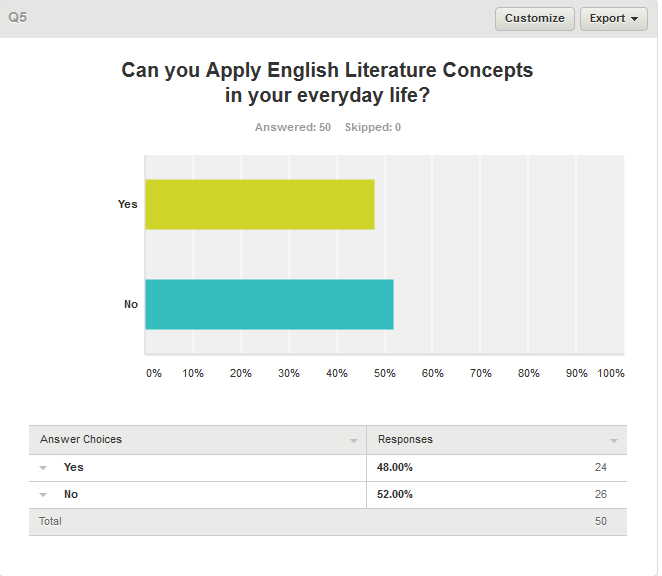 Q5
Customize
Export
Can you Apply English Literature Concepts
in your everyday life?
Answered: 50 Skipped: 0
Yes
No
0% 10% 20% 30% 40% 50% 60% 70% 80% 90% 100%
Answer Choices Responses
Yes 48.00% 24
No 52.00% 26
Total 50